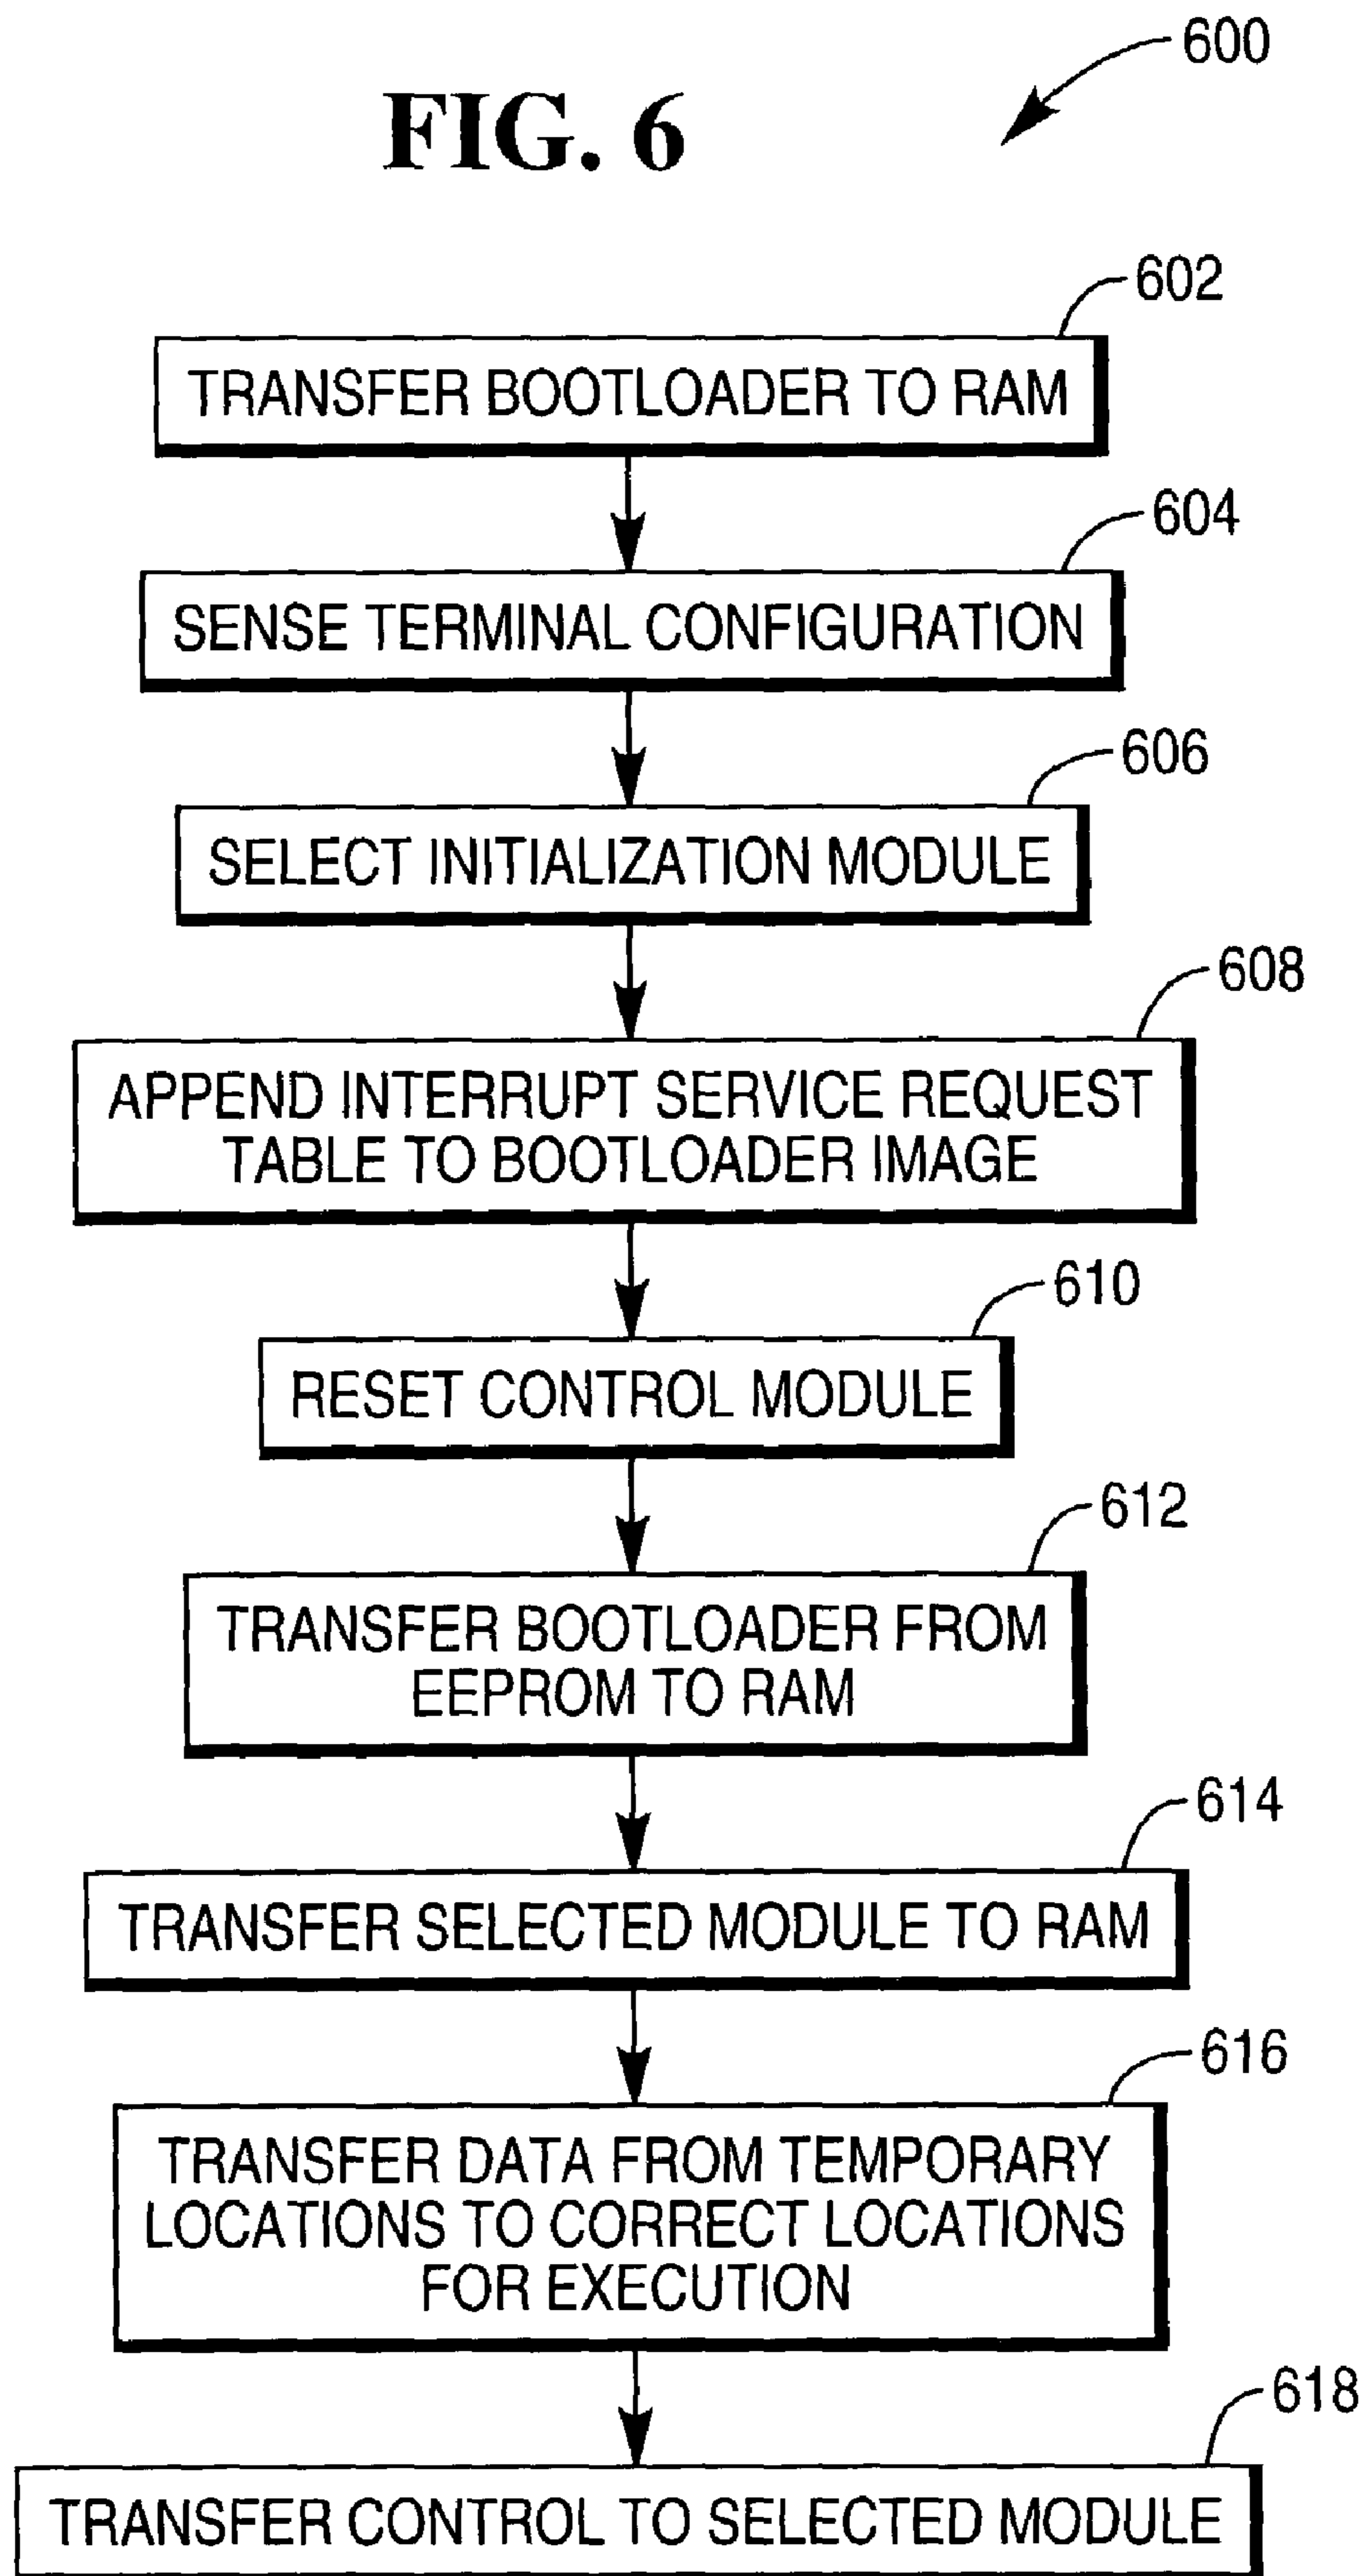 600
FIG. 6
602
TRANSFER BOOTLOADER TO RAM
604
SENSE TERMINAL CONFIGURATION
606
SELECT INITIALIZATION MODULE
608
APPEND INTERRUPT SERVICE REQUEST
TABLE TO BOOTLOADER IMAGE
610
RESET CONTROL MODULE
612
TRANSFER BOOTLOADER FROM
EEPROM TO RAM
614
TRANSFER SELECTED MODULE TO RAM
616
TRANSFER DATA FROM TEMPORARY
LOCATIONS TO CORRECT LOCATIONS
FOR EXECUTION
618
TRANSFER CONTROL TO SELECTED MODULE